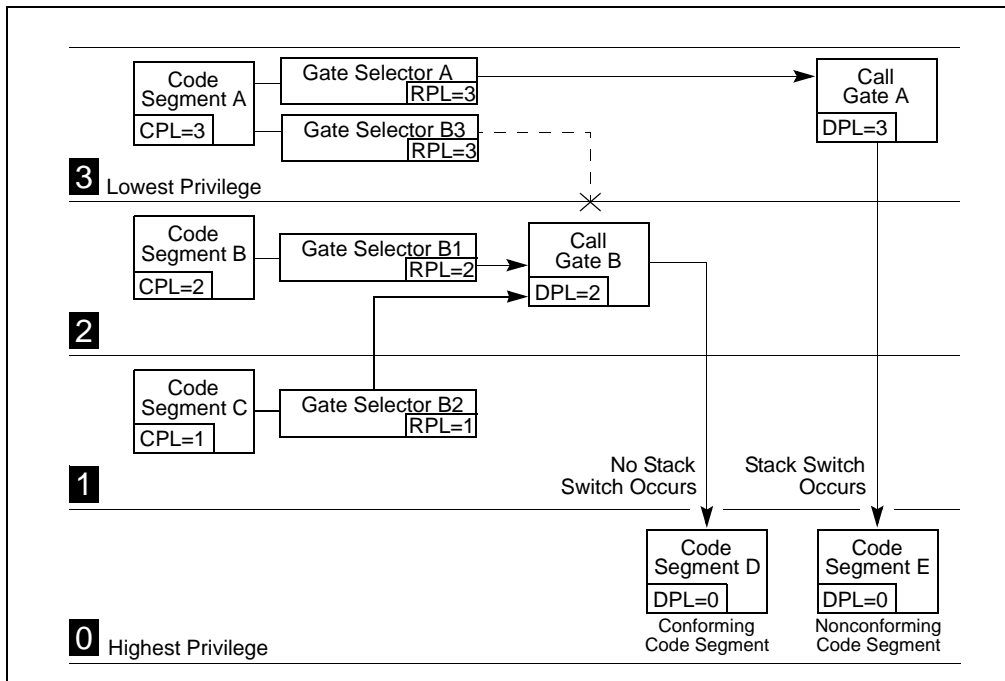 Code
Segment A
CPL=3
Gate Selector A
RPL=3
Gate Selector B3
RPL=3
Call
Gate A
DPL=3
3 Lowest Privilege
Code
Segment B
CPL=2
Gate Selector B1
RPL=2
Call
Gate B
DPL=2
2
Code
Segment C
CPL=1
Gate Selector B2
RPL=1
No Stack
Switch Occurs
Stack Switch
Occurs
1
Code
Segment D
DPL=0
Conforming
Code Segment
Code
Segment E
DPL=0
Nonconforming
Code Segment
0 Highest Privilege